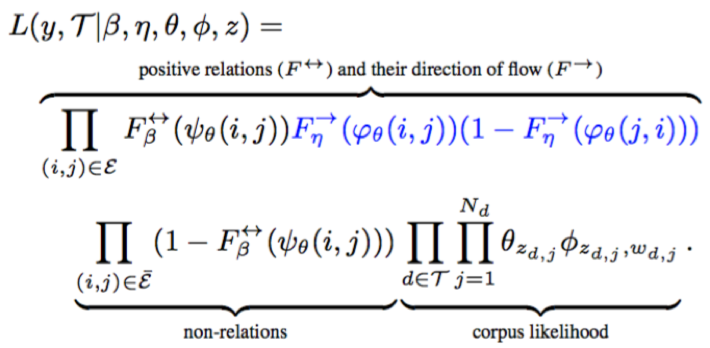 L(y, 𝒯|β, η, θ, ϕ, z) =
positive relations (F^↔) and their direction of flow (F^→)
∏_{(i,j)∈ℰ} F_β^↔(ψ_θ(i, j))F_η^→(φ_θ(i, j))(1 − F_η^→(φ_θ(j, i)))
∏_{(i,j)∈ℰ̄} (1 − F_β^↔(ψ_θ(i, j))) ∏_{d∈𝒯} ∏_{j=1}^{N_d} θ_{z_{d,j}} ϕ_{z_{d,j},w_{d,j}} .
non-relations corpus likelihood